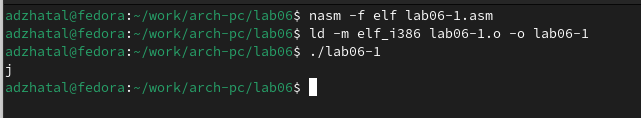 adzhatal@fedora:~/work/arch-pc/lab06$ nasm -f elf lab06-1.asm
adzhatal@fedora:~/work/arch-pc/lab06$ ld -m elf_i386 lab06-1.o -o lab06-1
adzhatal@fedora:~/work/arch-pc/lab06$ ./lab06-1
j
adzhatal@fedora:~/work/arch-pc/lab06$